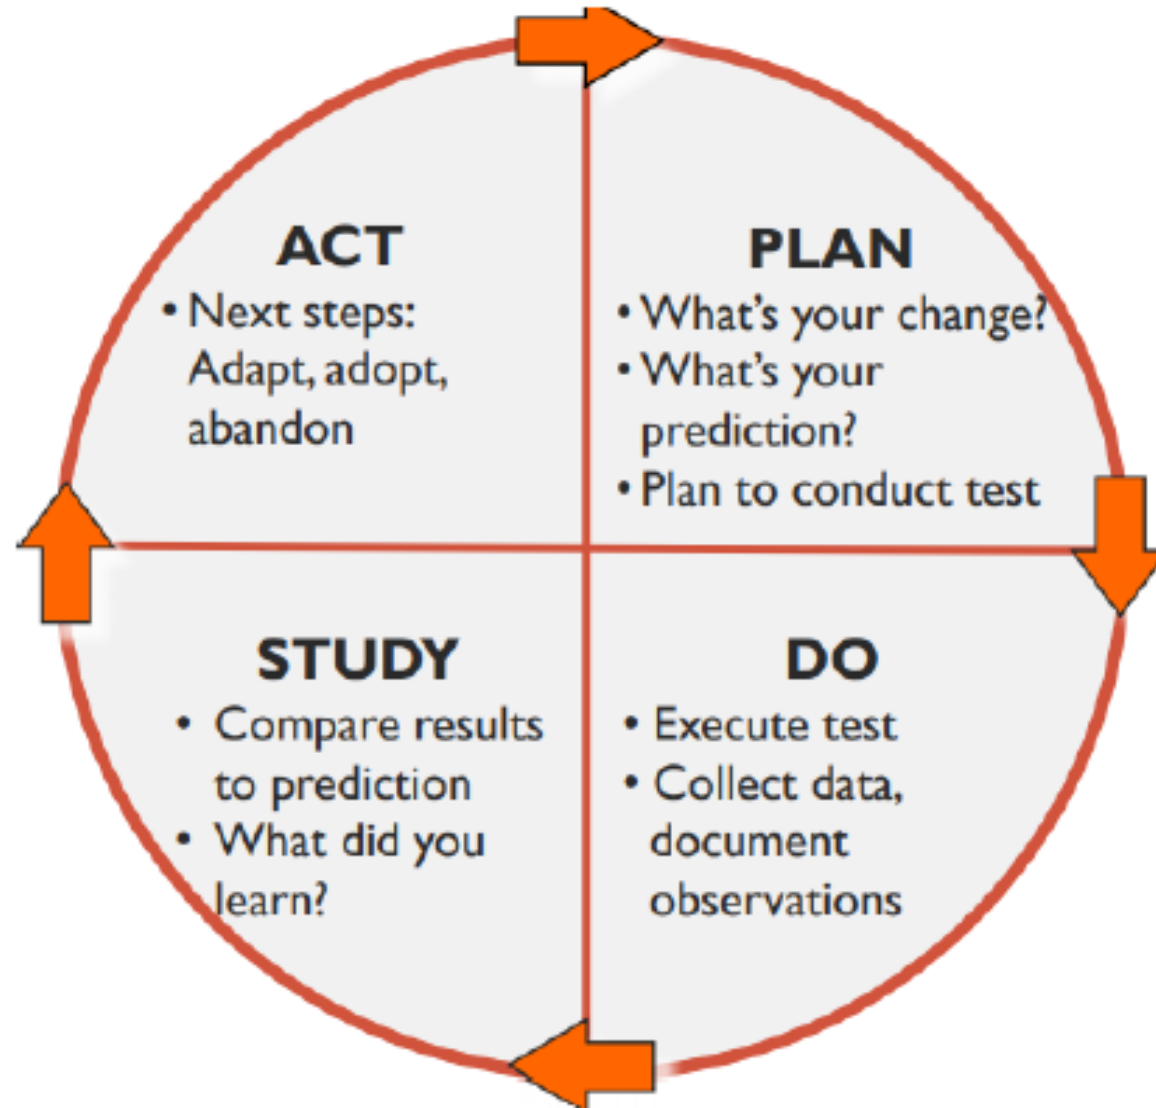 ACT
• Next steps:
Adapt, adopt,
abandon
PLAN
• What's your change?
• What's your
prediction?
• Plan to conduct test
STUDY
• Compare results
to prediction
• What did you
learn?
DO
• Execute test
• Collect data,
document
observations